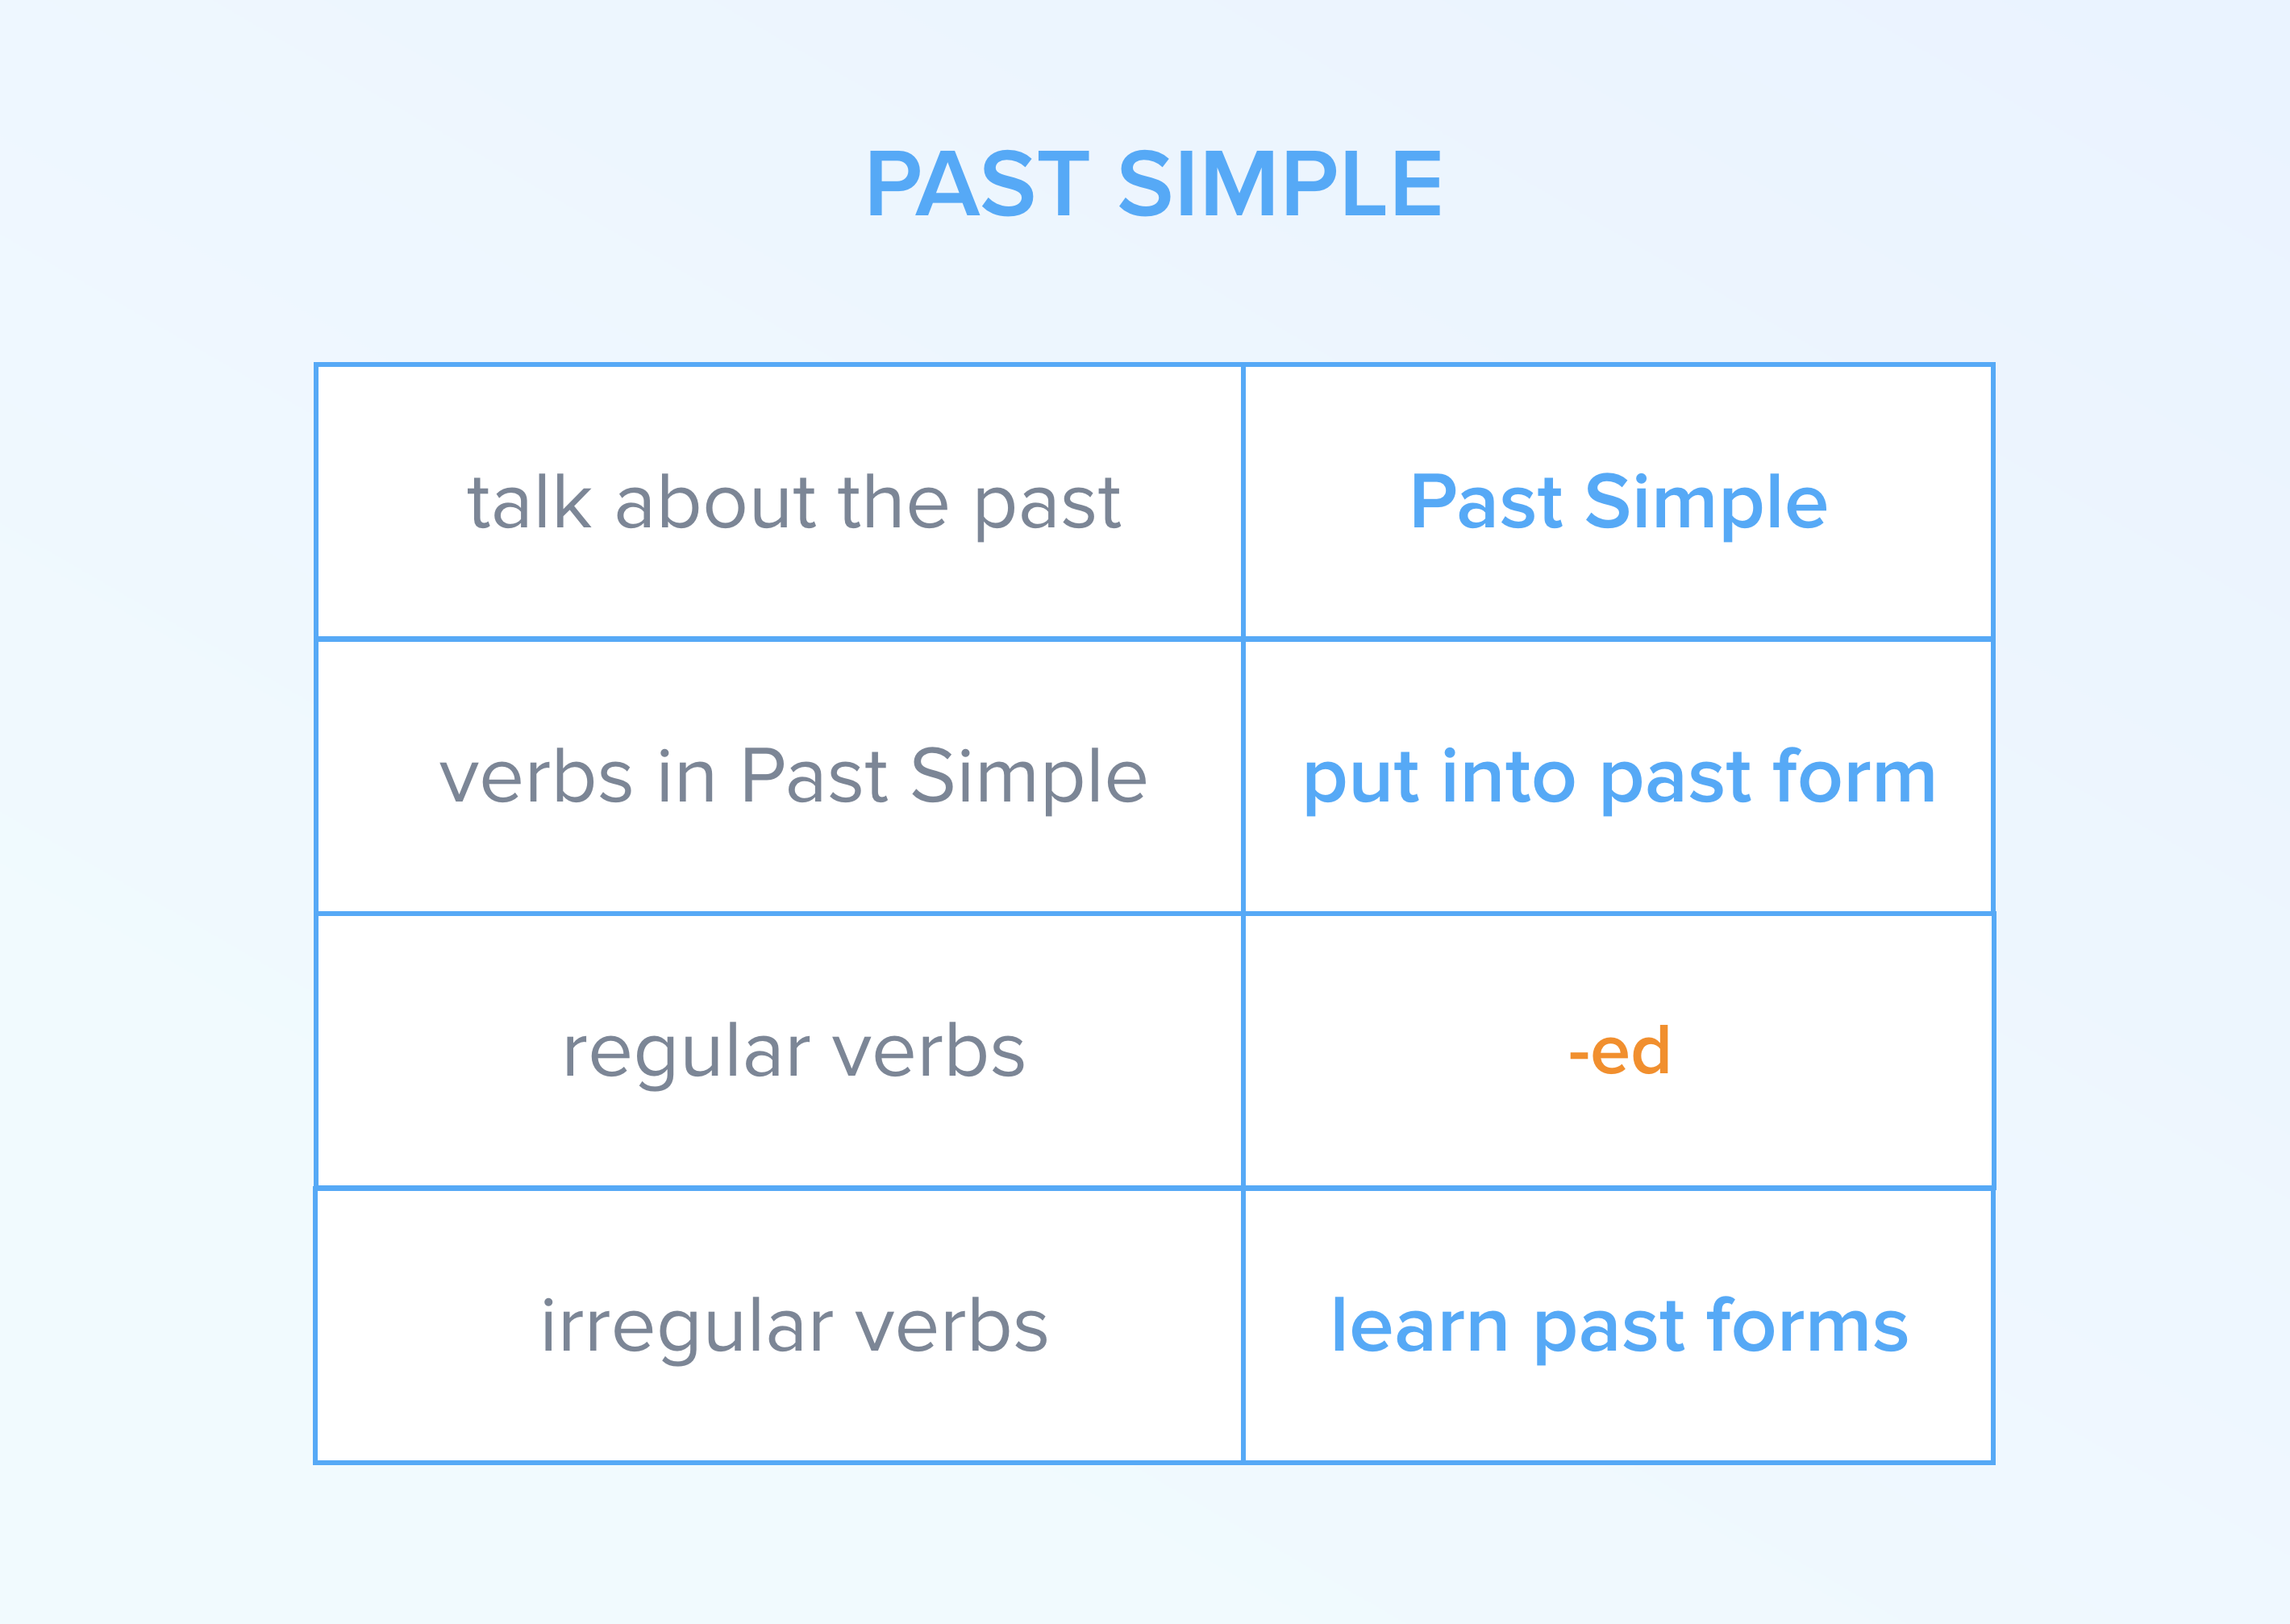 PAST SIMPLE
talk about the past
Past Simple
verbs in Past Simple
put into past form
regular verbs
-ed
irregular verbs
learn past forms